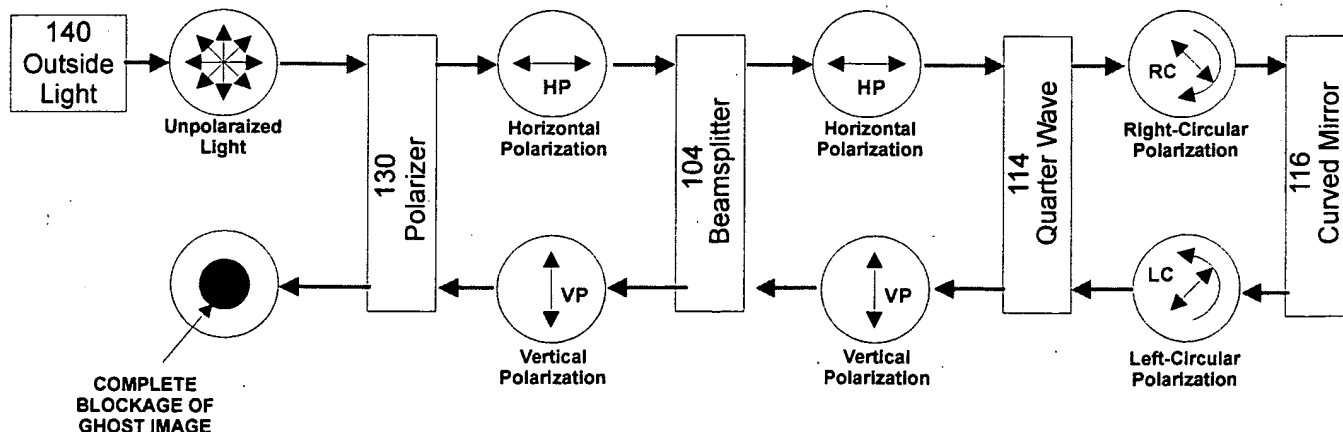 140
Outside
Light
Unpolaraized
Light
130
Polarizer
HP
Horizontal
Polarization
104
Beamsplitter
HP
Horizontal
Polarization
114
Quarter Wave
RC
Right-Circular
Polarization
116
Curved Mirror
COMPLETE
BLOCKAGE OF
GHOST IMAGE
VP
Vertical
Polarization
VP
Vertical
Polarization
LC
Left-Circular
Polarization